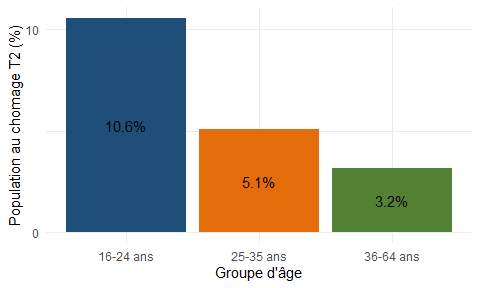 Population au chomage T2 (%)
10
0
10.6%
5.1%
3.2%
16-24 ans
25-35 ans
36-64 ans
Groupe d'âge